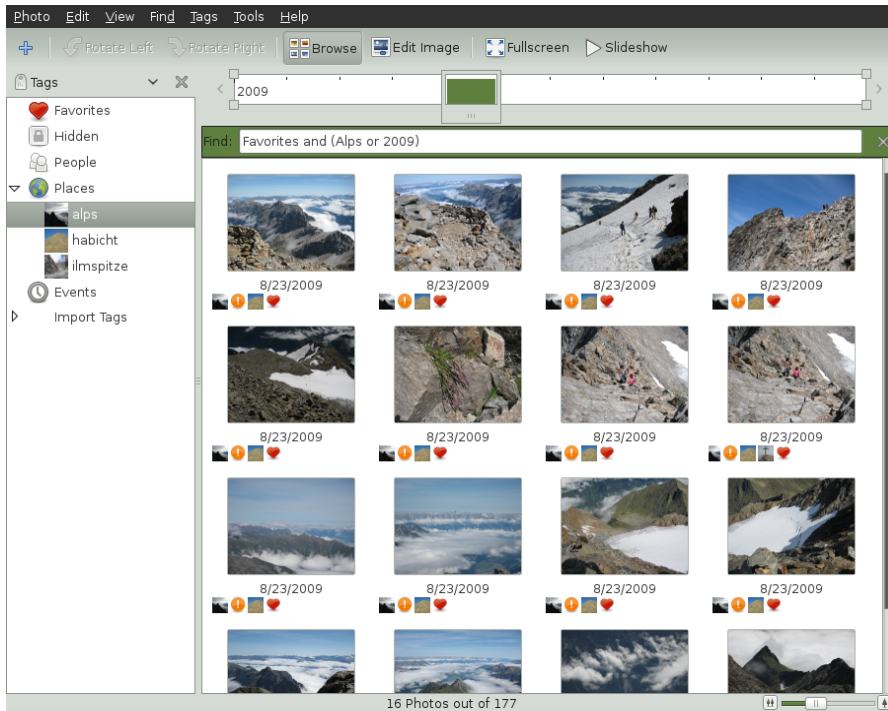 Photo Edit View Find Tags Tools Help
Rotate Left Rotate Right Browse Edit Image Fullscreen Slideshow
Tags
2009
Favorites
Find: Favorites and (Alps or 2009)
Hidden
People
Places
alps
habicht
ilmspitze
Events
Import Tags
8/23/2009 8/23/2009 8/23/2009 8/23/2009
8/23/2009 8/23/2009 8/23/2009 8/23/2009
8/23/2009 8/23/2009 8/23/2009 8/23/2009
16 Photos out of 177